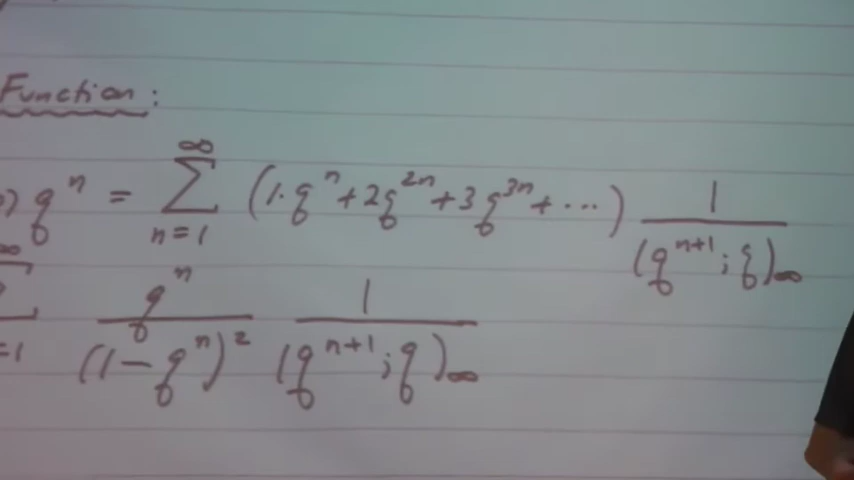 Function:
) q^n = ∑_{n=1}^{∞} (1.q^n + 2q^{2n} + 3q^{3n} + ...) 1/(q^{n+1};q)_∞
=1 q^n/(1-q^n)^2 1/(q^{n+1};q)_∞